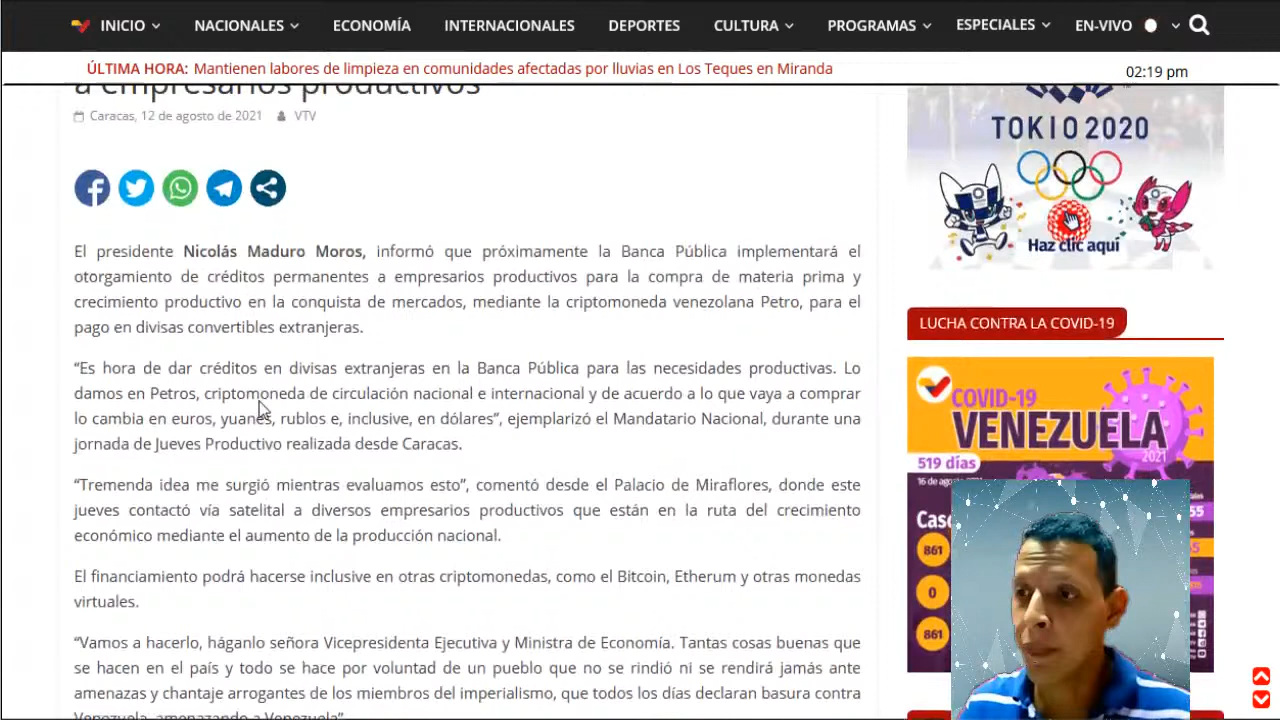 INICIO NACIONALES ECONOMÍA INTERNACIONALES DEPORTES CULTURA PROGRAMAS ESPECIALES EN-VIVO
ÚLTIMA HORA: Mantienen labores de limpieza en comunidades afectadas por lluvias en Los Teques en Miranda
02:19 pm
a empresarios productivos
Caracas, 12 de agosto de 2021 VTV
El presidente Nicolás Maduro Moros, informó que próximamente la Banca Pública implementará el
otorgamiento de créditos permanentes a empresarios productivos para la compra de materia prima y
crecimiento productivo en la conquista de mercados, mediante la criptomoneda venezolana Petro, para el
pago en divisas convertibles extranjeras.
“Es hora de dar créditos en divisas extranjeras en la Banca Pública para las necesidades productivas. Lo
damos en Petros, criptomoneda de circulación nacional e internacional y de acuerdo a lo que vaya a comprar
lo cambia en euros, yuanes, rublos e, inclusive, en dólares”, ejemplarizó el Mandatario Nacional, durante una
jornada de Jueves Productivo realizada desde Caracas.
“Tremenda idea me surgió mientras evaluamos esto”, comentó desde el Palacio de Miraflores, donde este
jueves contactó vía satelital a diversos empresarios productivos que están en la ruta del crecimiento
económico mediante el aumento de la producción nacional.
El financiamiento podrá hacerse inclusive en otras criptomonedas, como el Bitcoin, Etherum y otras monedas
virtuales.
“Vamos a hacerlo, háganlo señora Vicepresidenta Ejecutiva y Ministra de Economía. Tantas cosas buenas que
se hacen en el país y todo se hace por voluntad de un pueblo que no se rindió ni se rendirá jamás ante
amenazas y chantaje arrogantes de los miembros del imperialismo, que todos los días declaran basura contra
Venezuela, amenazando a Venezuela”
TOKIO 2020
Haz clic aquí
LUCHA CONTRA LA COVID-19
COVID-19
VENEZUELA
2021
519 días
16 de
861
0
861
55